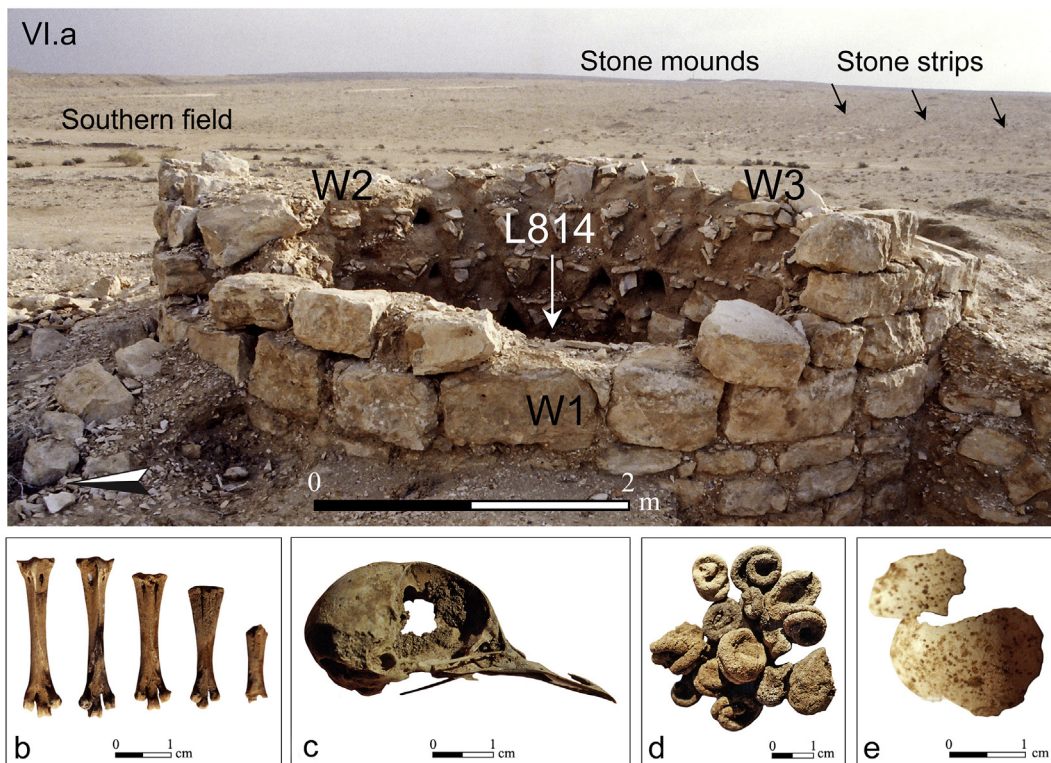 VI.a
Stone mounds
Stone strips
Southern field
W2
W3
L814
W1
0 2
m
b
0 1
cm
c
0 1
cm
d
0 1
cm
e
0 1
cm